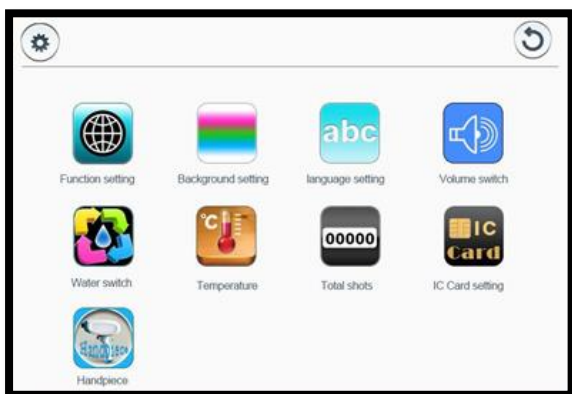 Function setting
Background setting
abc
language setting
Volume switch
Water switch
°C
Temperature
00000
Total shots
IC
Card
IC Card setting
Handpiece
Handpiece